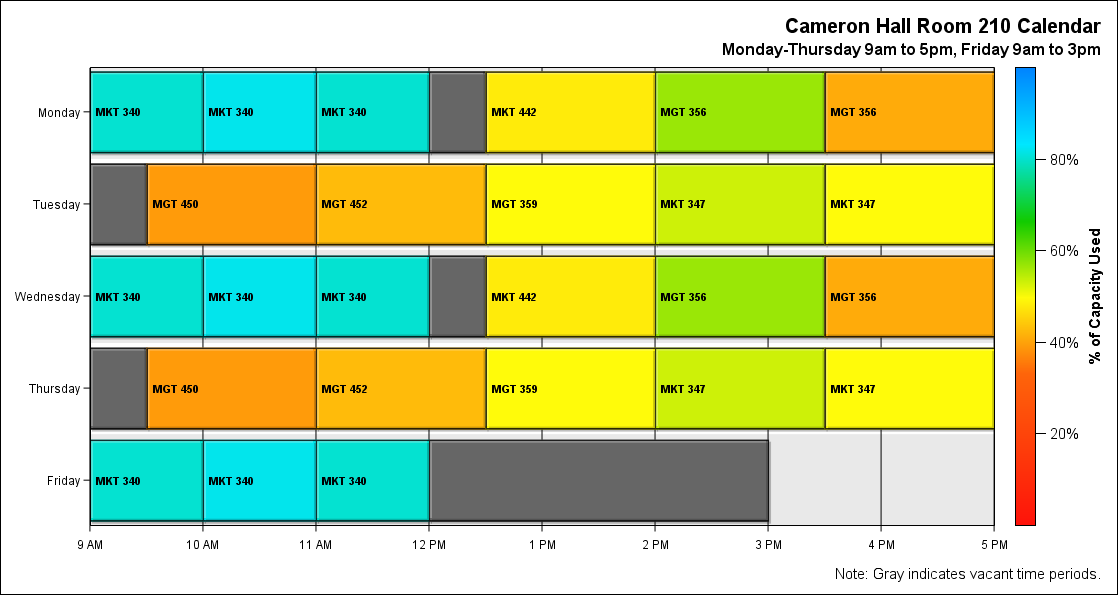 Cameron Hall Room 210 Calendar
Monday-Thursday 9am to 5pm, Friday 9am to 3pm
Monday MKT 340 MKT 340 MKT 340 MKT 442 MGT 356 MGT 356
Tuesday MGT 450 MGT 452 MGT 359 MKT 347 MKT 347
Wednesday MKT 340 MKT 340 MKT 340 MKT 442 MGT 356 MGT 356
Thursday MGT 450 MGT 452 MGT 359 MKT 347 MKT 347
Friday MKT 340 MKT 340 MKT 340
9 AM 10 AM 11 AM 12 PM 1 PM 2 PM 3 PM 4 PM 5 PM
80%
60%
40%
20%
% of Capacity Used
Note: Gray indicates vacant time periods.